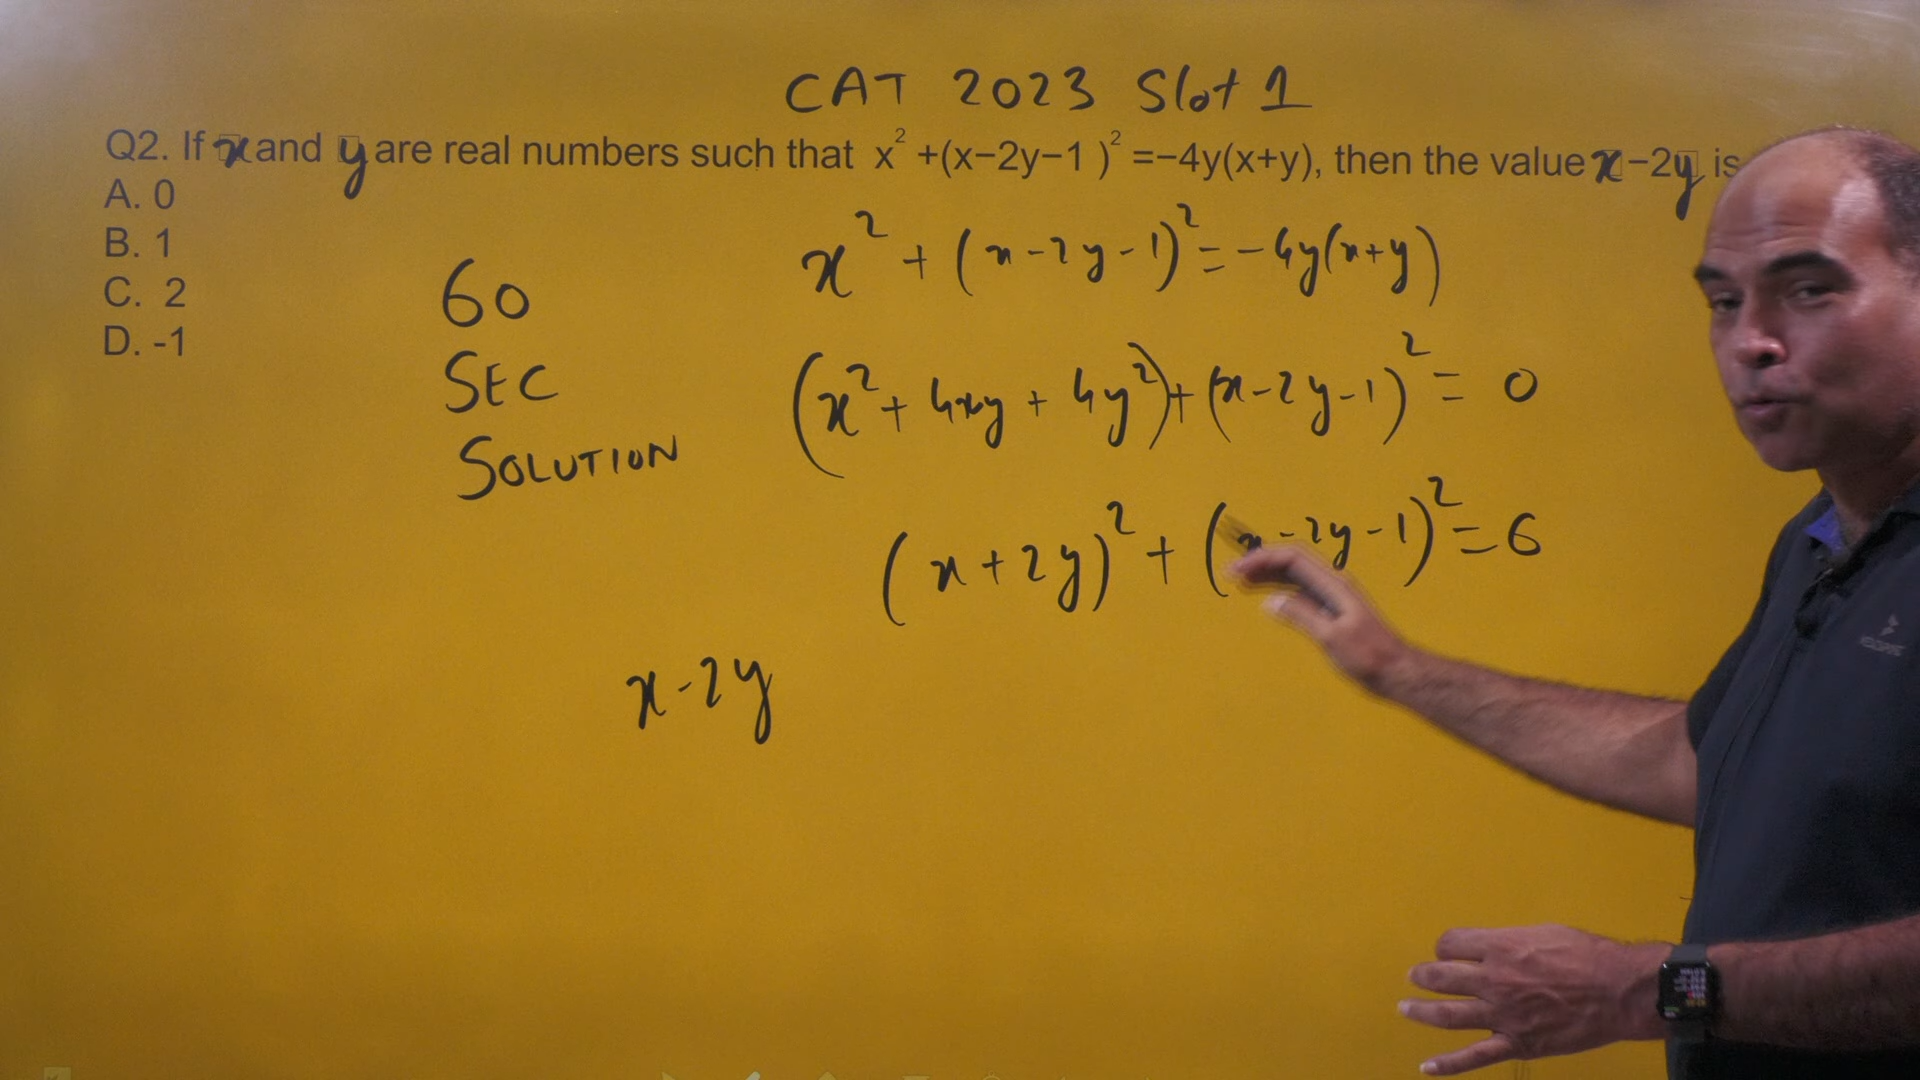 CAT 2023 Slot 1
Q2. If x and y are real numbers such that x² +(x−2y−1 )² =−4y(x+y), then the value x−2y is
A. 0
B. 1
C. 2
D. -1
60
SEC
SOLUTION
x² + (x-2y-1)² = -4y(x+y)
(x² + 4xy + 4y²) + (x-2y-1)² = 0
(x+2y)² + (x-2y-1)² = 6
x-2y